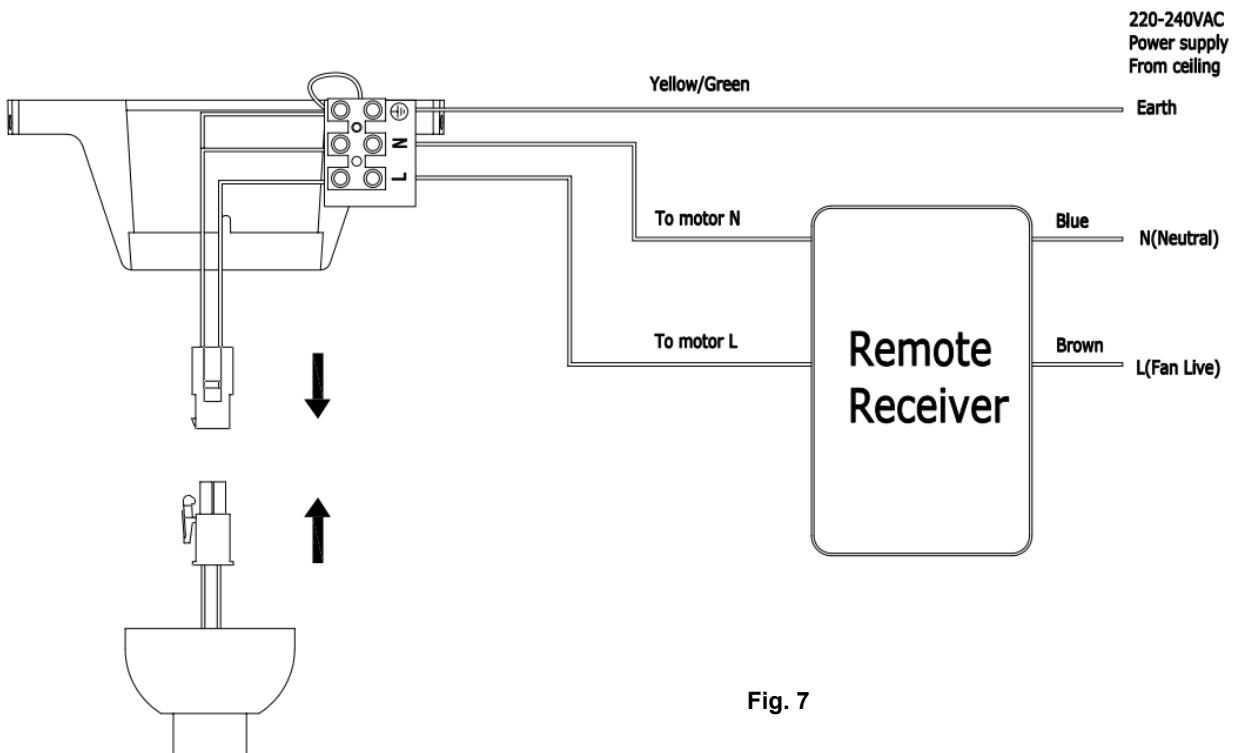 220-240VAC
Power supply
From ceiling
Yellow/Green
Earth
N
L
To motor N
Blue
N(Neutral)
To motor L
Brown
L(Fan Live)
Remote
Receiver
Fig. 7